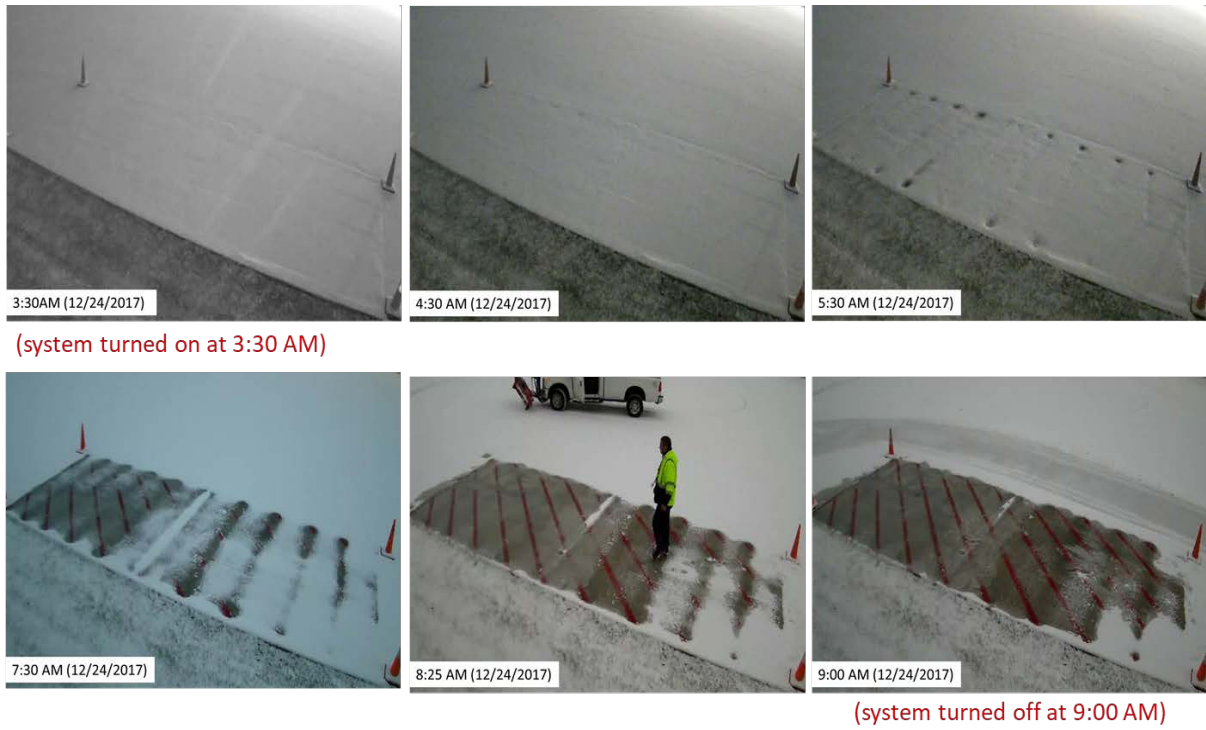 3:30AM (12/24/2017)
4:30 AM (12/24/2017)
5:30 AM (12/24/2017)
(system turned on at 3:30 AM)
7:30 AM (12/24/2017)
8:25 AM (12/24/2017)
9:00 AM (12/24/2017)
(system turned off at 9:00 AM)